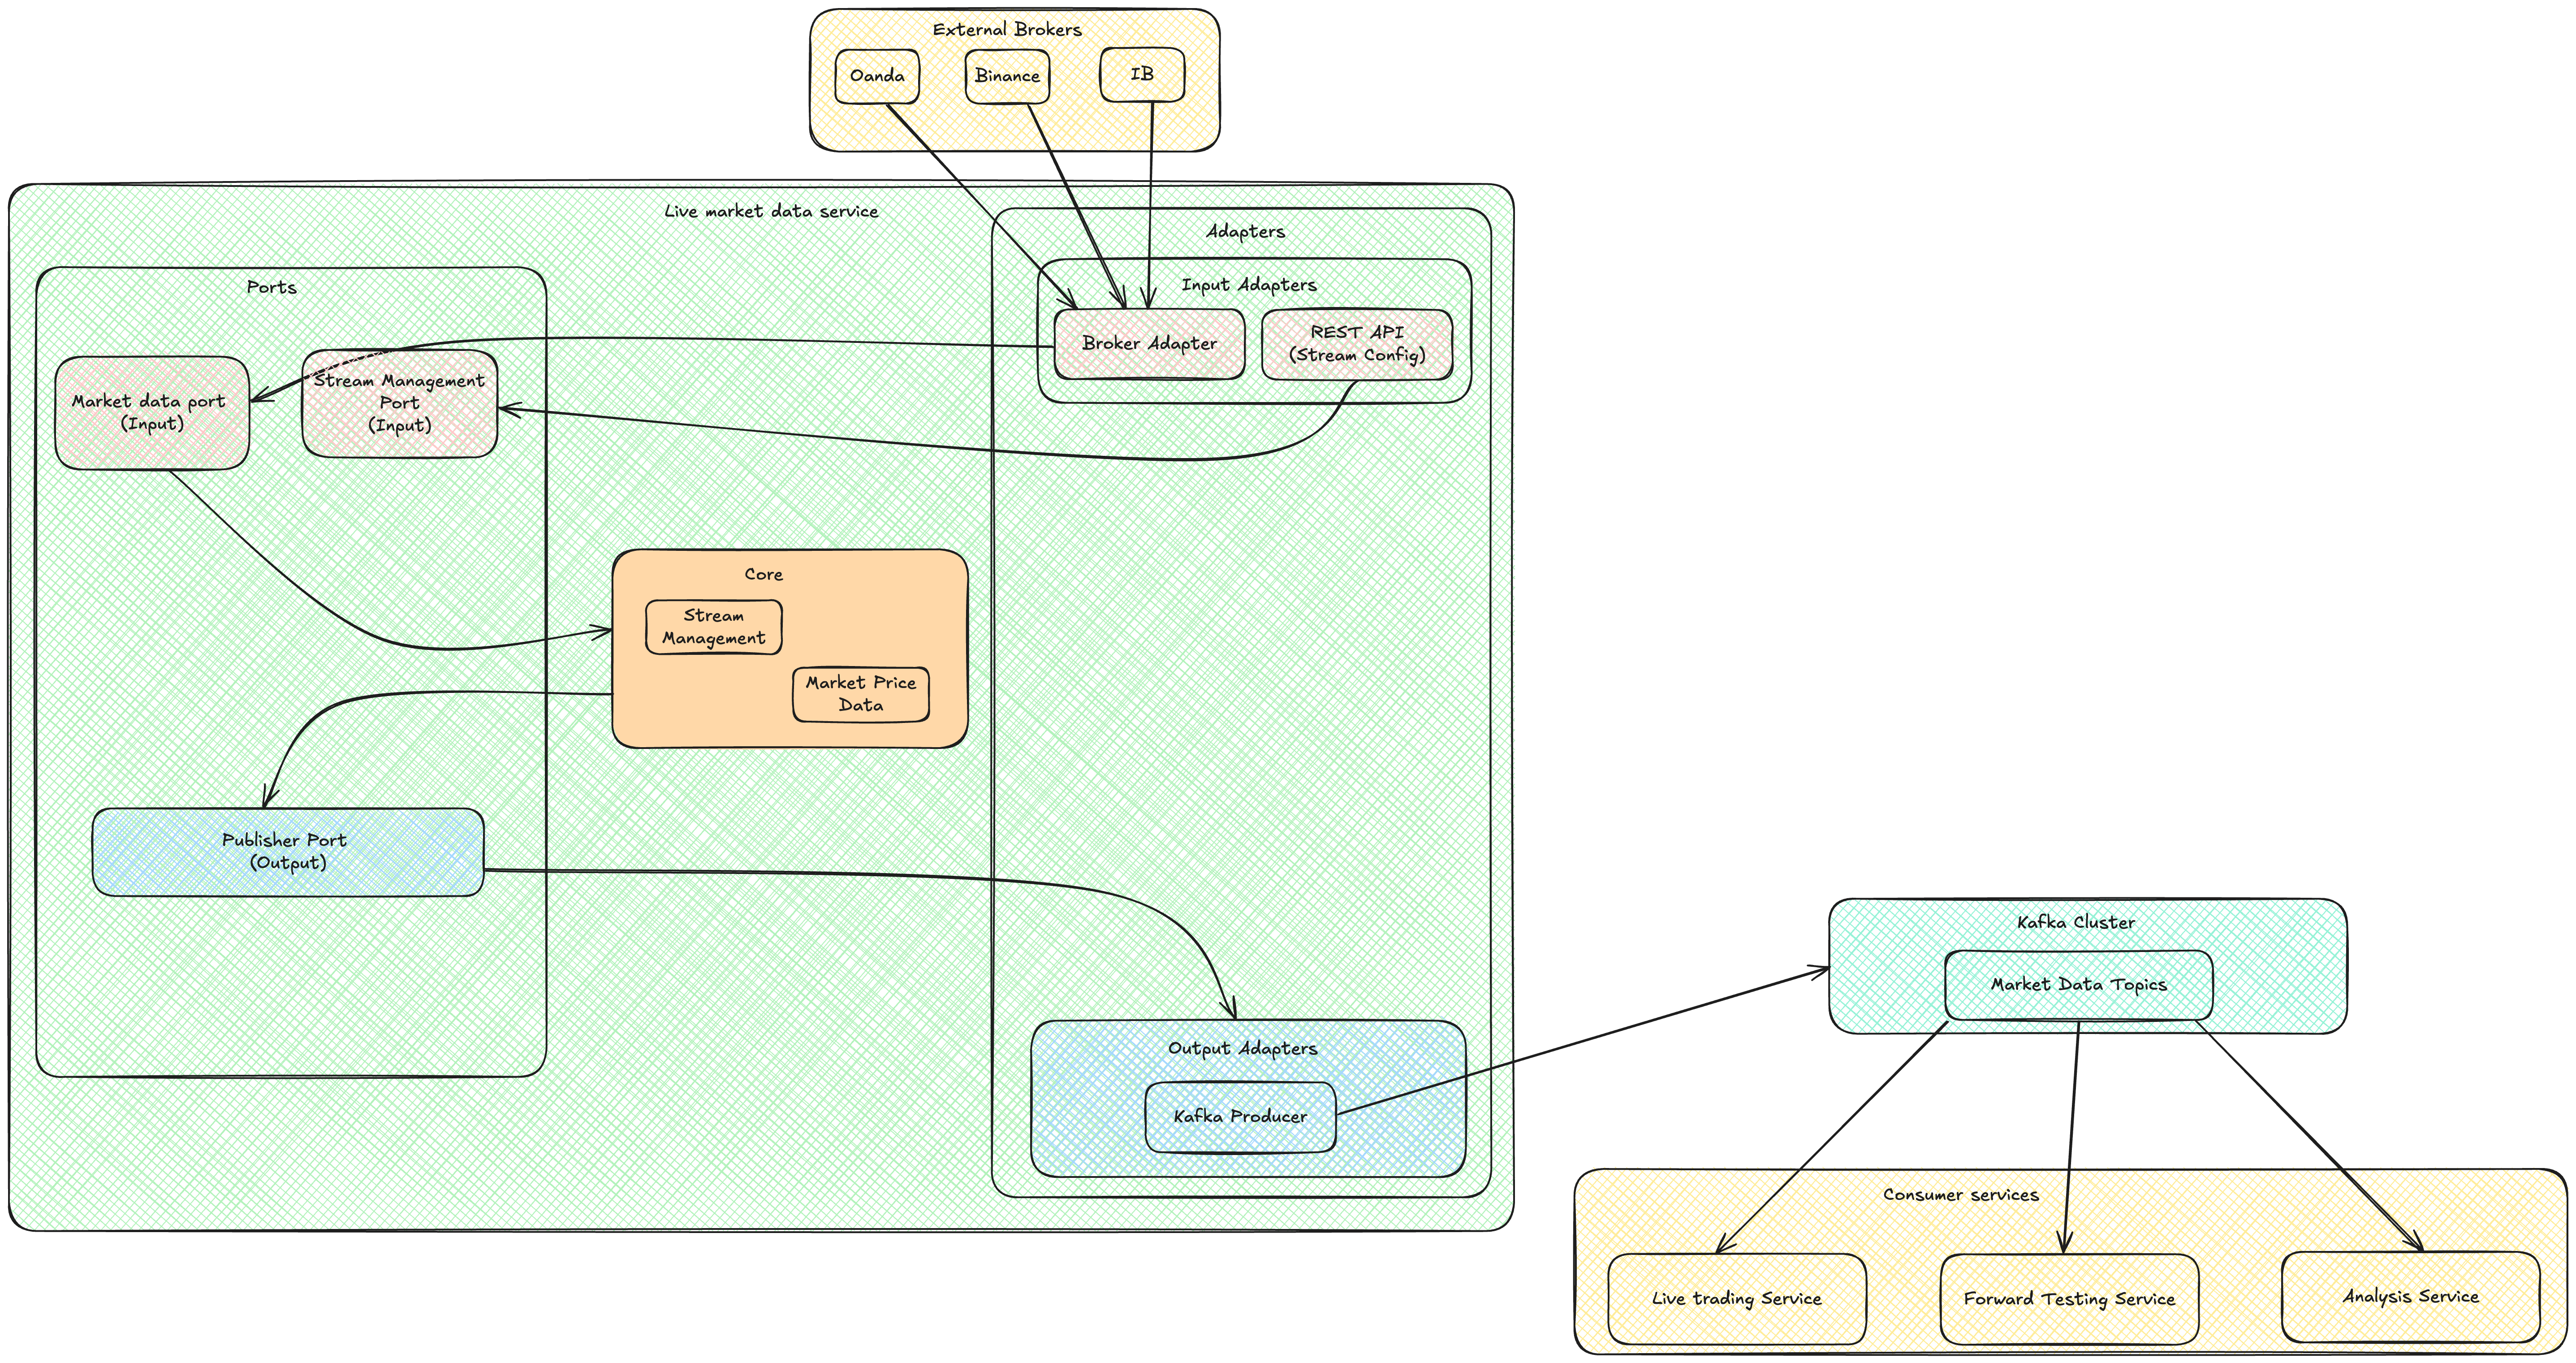 External Brokers
Oanda
Binance
IB
Live market data service
Adapters
Input Adapters
Broker Adapter
REST API
(Stream Config)
Ports
Market data port
(Input)
Stream Management
Port
(Input)
Core
Stream
Management
Market Price
Data
Publisher Port
(Output)
Output Adapters
Kafka Producer
Kafka Cluster
Market Data Topics
Consumer services
Live trading Service
Forward Testing Service
Analysis Service